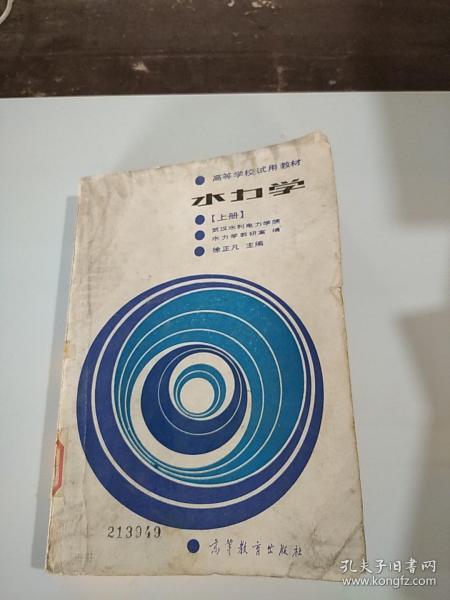 高等学校试用教材
水力学
【上册】
武汉水利电力学院
水力学教研室 编
徐正凡 主编
213949
高等教育出版社
孔夫子旧书网
www.kongfz.com